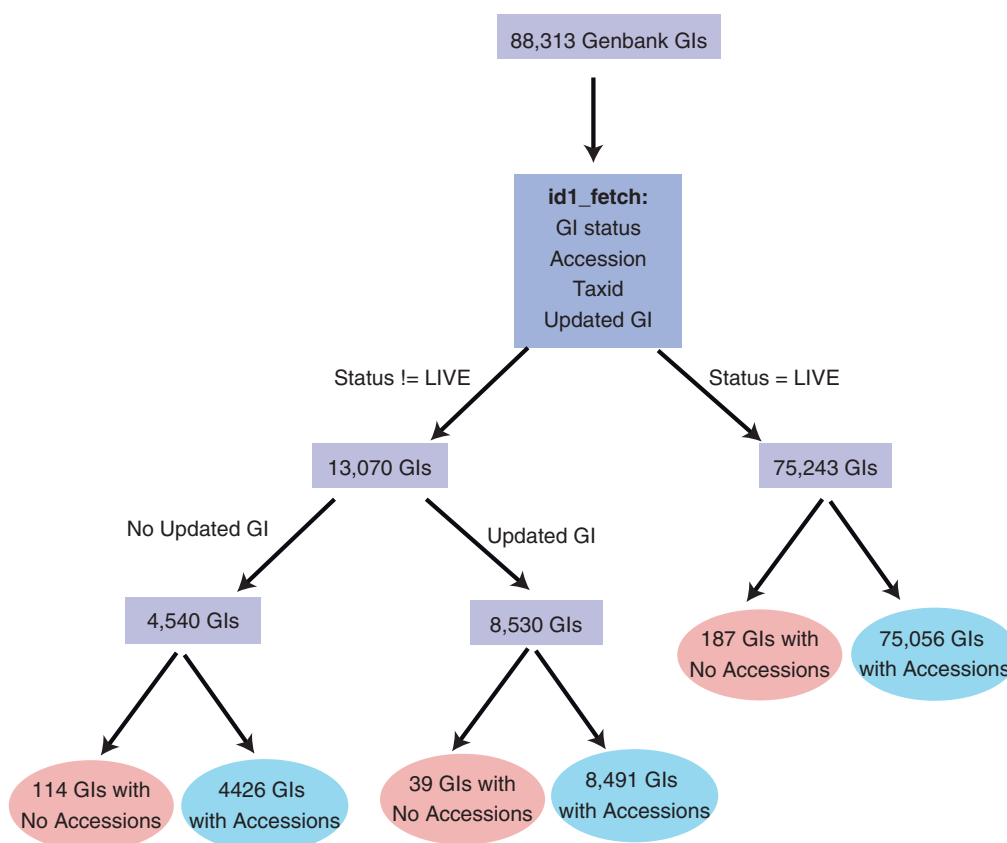 88,313 Genbank GIs
id1_fetch:
GI status
Accession
Taxid
Updated GI
Status != LIVE
Status = LIVE
13,070 GIs
75,243 GIs
No Updated GI
Updated GI
4,540 GIs
8,530 GIs
187 GIs with
No Accessions
75,056 GIs
with Accessions
114 GIs with
No Accessions
4426 GIs
with Accessions
39 GIs with
No Accessions
8,491 GIs
with Accessions